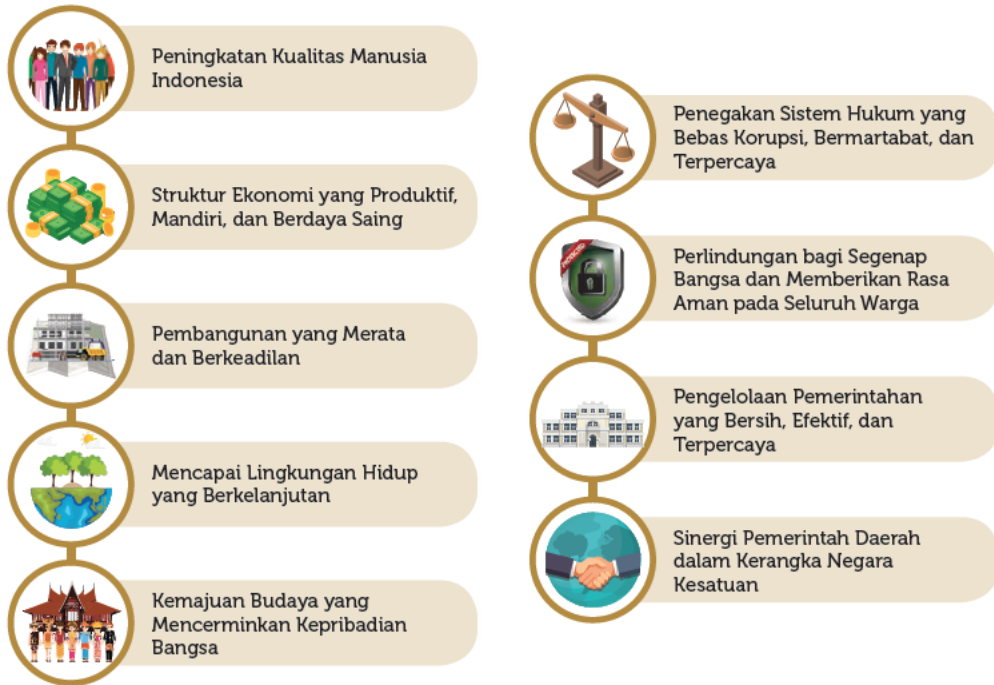 Peningkatan Kualitas Manusia
Indonesia
Struktur Ekonomi yang Produktif,
Mandiri, dan Berdaya Saing
Pembangunan yang Merata
dan Berkeadilan
Mencapai Lingkungan Hidup
yang Berkelanjutan
Kemajuan Budaya yang
Mencerminkan Kepribadian
Bangsa
Penegakan Sistem Hukum yang
Bebas Korupsi, Bermartabat, dan
Terpercaya
PROTECTED
Perlindungan bagi Segenap
Bangsa dan Memberikan Rasa
Aman pada Seluruh Warga
Pengelolaan Pemerintahan
yang Bersih, Efektif, dan
Terpercaya
Sinergi Pemerintah Daerah
dalam Kerangka Negara
Kesatuan